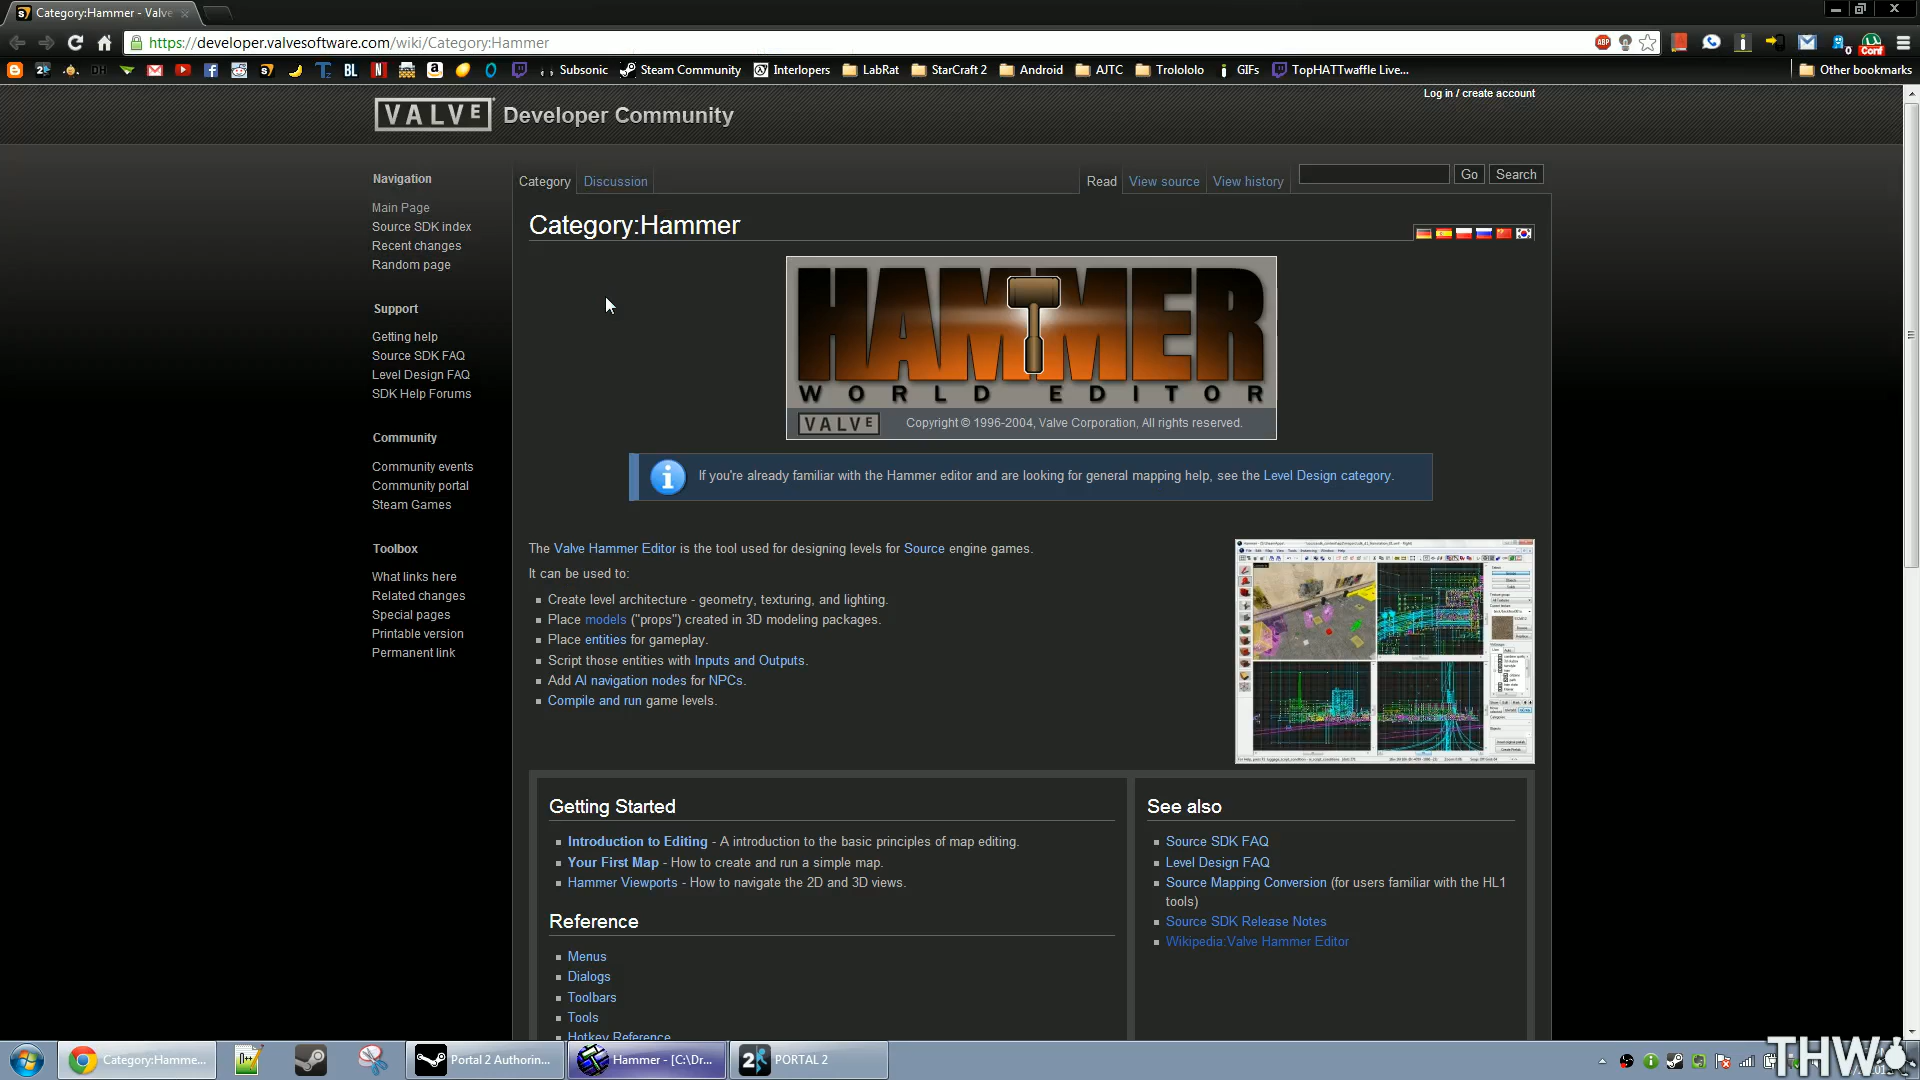 Category:Hammer - Valve
https://developer.valvesoftware.com/wiki/Category:Hammer
ABP
Conf
DH BL N Subsonic Steam Community Interlopers LabRat StarCraft 2 Android AJTC Trolololo GIFs TopHATTwaffle Live... Other bookmarks
Log in / create account
VALVE Developer Community
Navigation
Main Page
Source SDK index
Recent changes
Random page
Support
Getting help
Source SDK FAQ
Level Design FAQ
SDK Help Forums
Community
Community events
Community portal
Steam Games
Toolbox
What links here
Related changes
Special pages
Printable version
Permanent link
Category Discussion Read View source View history Go Search
Category:Hammer
HAMMER
WORLD EDITOR
VALVE Copyright © 1996-2004, Valve Corporation, All rights reserved.
If you're already familiar with the Hammer editor and are looking for general mapping help, see the Level Design category.
The Valve Hammer Editor is the tool used for designing levels for Source engine games.
It can be used to:
Create level architecture - geometry, texturing, and lighting.
Place models ("props") created in 3D modeling packages.
Place entities for gameplay.
Script those entities with Inputs and Outputs.
Add AI navigation nodes for NPCs.
Compile and run game levels.
Getting Started
Introduction to Editing - A introduction to the basic principles of map editing.
Your First Map - How to create and run a simple map.
Hammer Viewports - How to navigate the 2D and 3D views.
Reference
Menus
Dialogs
Toolbars
Tools
Hotkey Reference
See also
Source SDK FAQ
Level Design FAQ
Source Mapping Conversion (for users familiar with the HL1
tools)
Source SDK Release Notes
Wikipedia:Valve Hammer Editor
Category:Hamme... Portal 2 Authorin... Hammer - [C:\Dr... PORTAL 2
THW